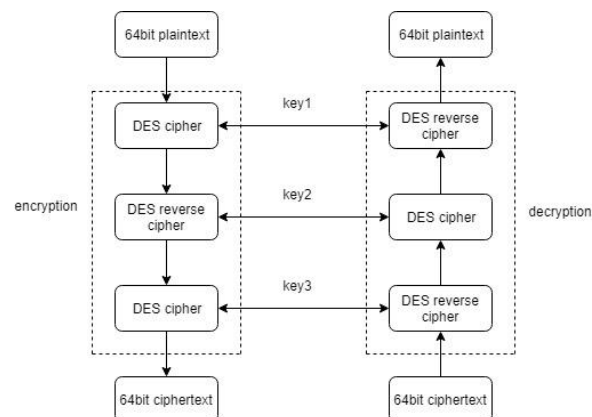 64bit plaintext
64bit plaintext
key1
DES cipher
DES reverse
cipher
encryption
key2
DES reverse
cipher
DES cipher
decryption
key3
DES cipher
DES reverse
cipher
64bit ciphertext
64bit ciphertext